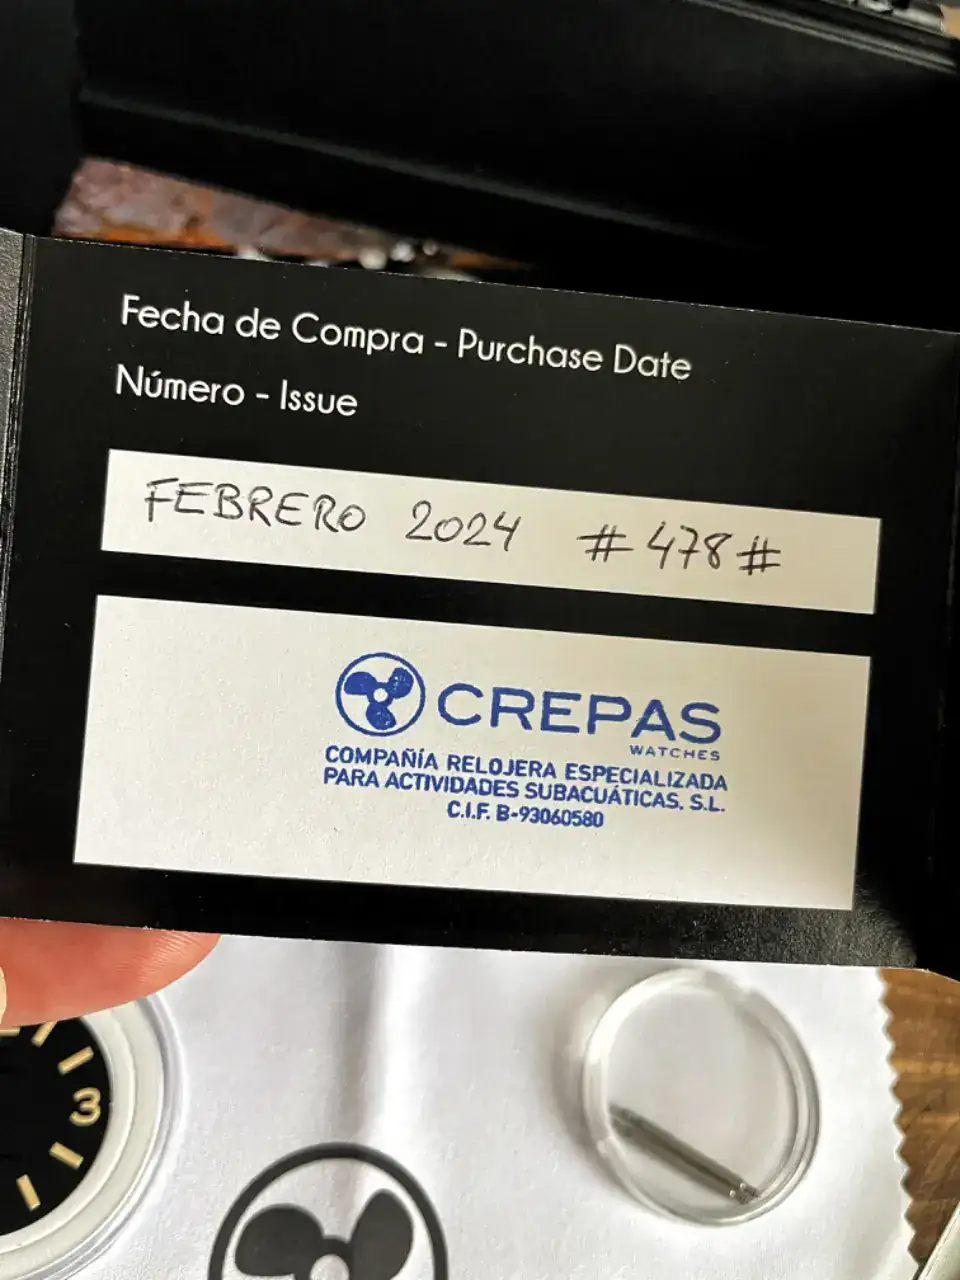 Fecha de Compra - Purchase Date
Número - Issue
FEBRERO 2024 #478#
CREPAS
WATCHES
COMPAÑÍA RELOJERA ESPECIALIZADA
PARA ACTIVIDADES SUBACUÁTICAS, S.L.
C.I.F. B-93060580
3